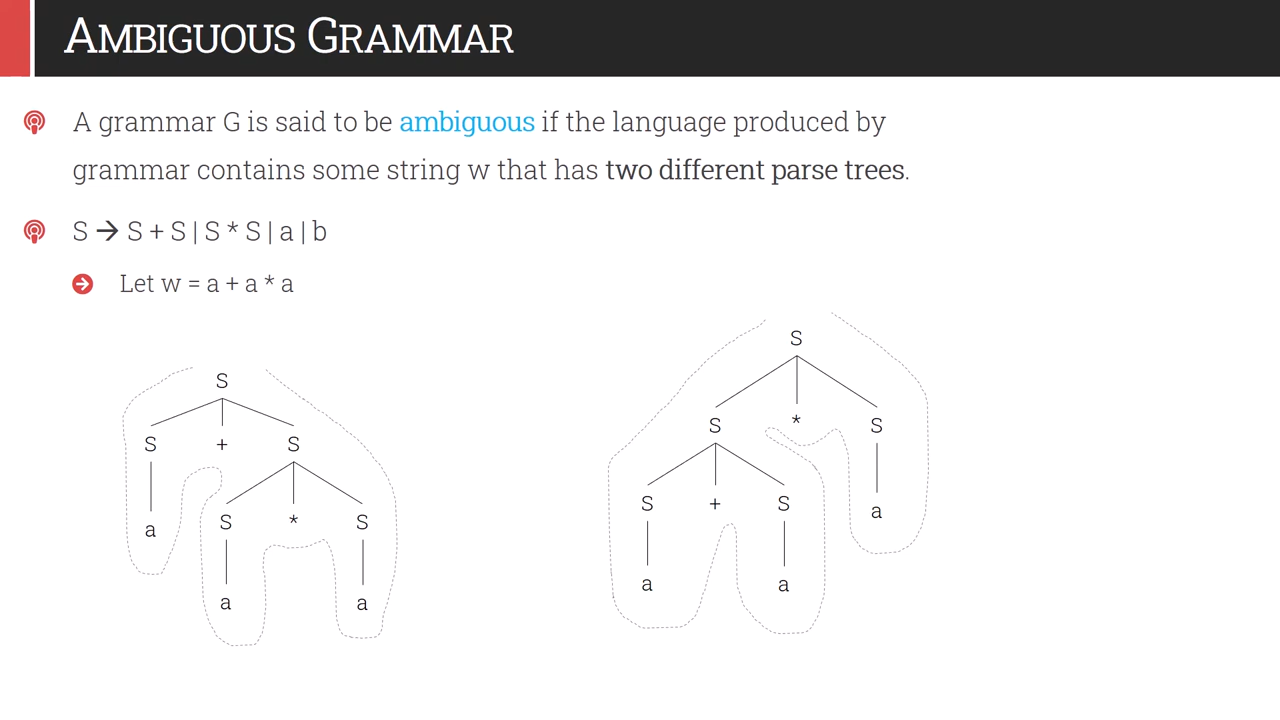 AMBIGUOUS GRAMMAR
A grammar G is said to be ambiguous if the language produced by
grammar contains some string w that has two different parse trees.
S → S + S | S * S | a | b
Let w = a + a * a
S
S + S
S * S
a
a a
S
S * S
S + S
a
a a